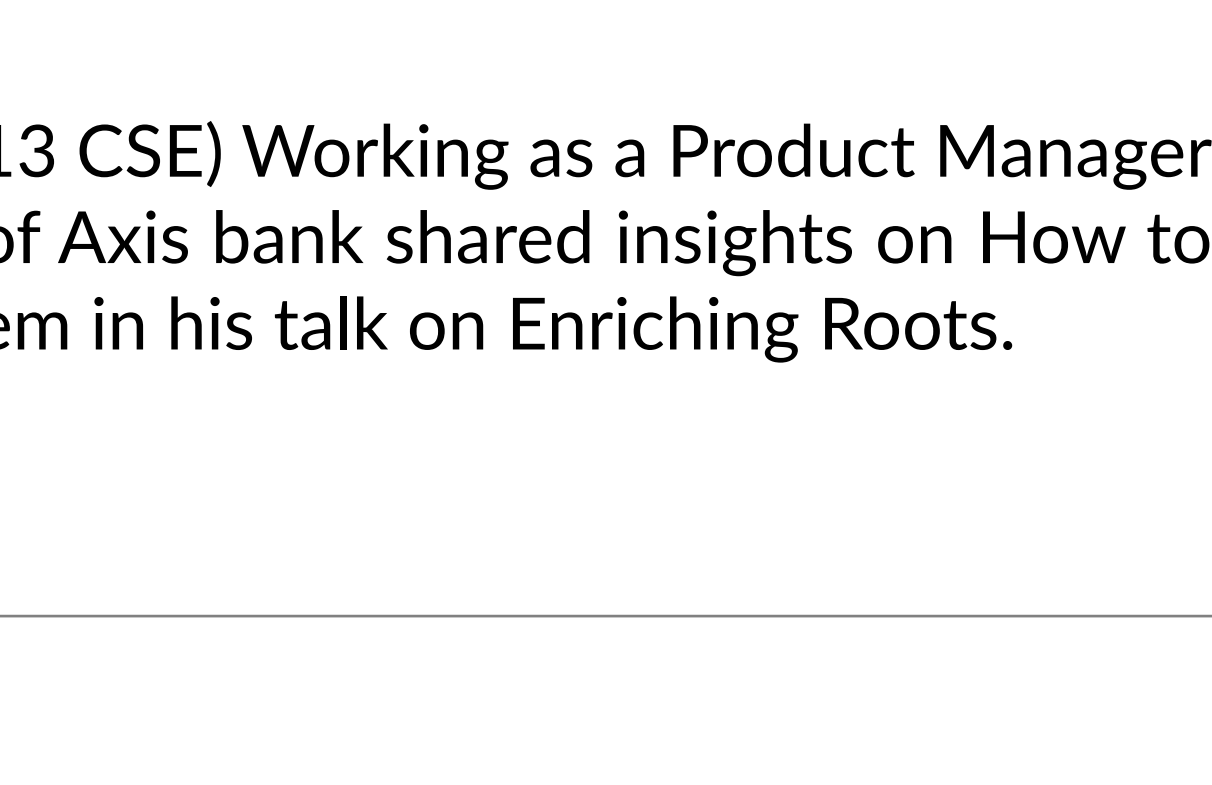 13 CSE) Working as a Product Manager
of Axis bank shared insights on How to
em in his talk on Enriching Roots.